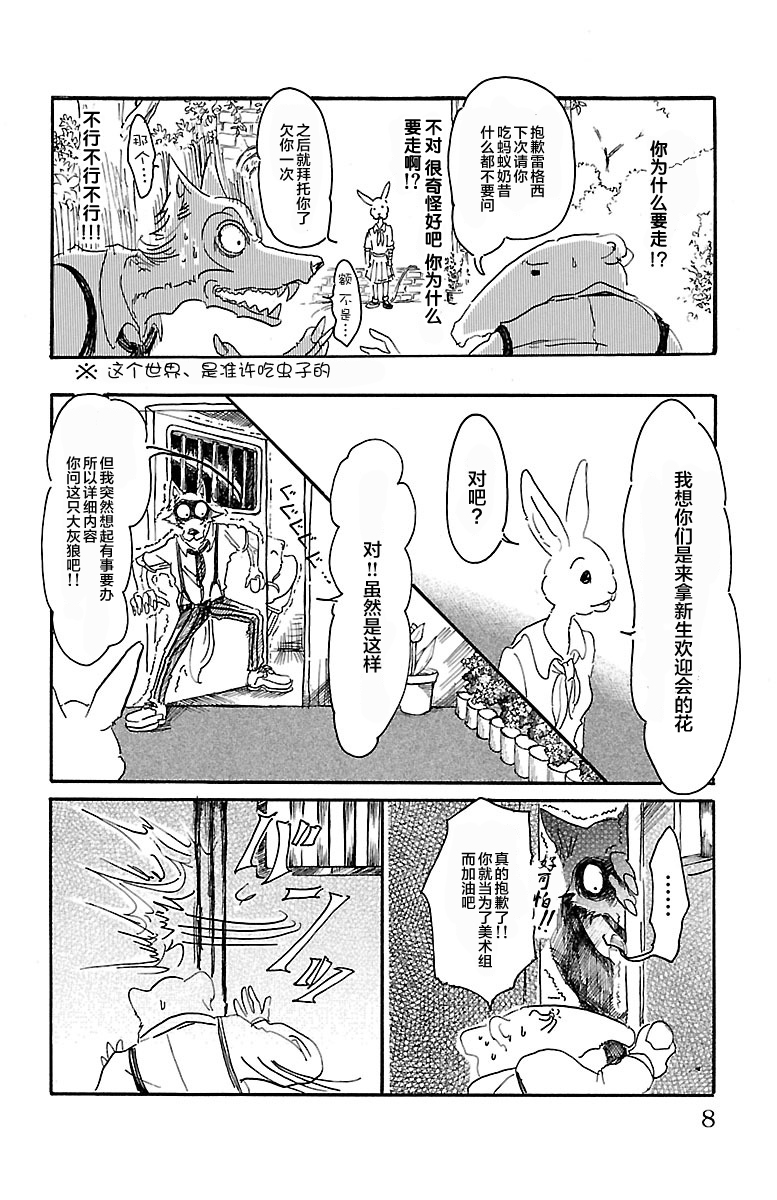 你为什么要走!?
抱歉雷格西
下次请你
吃蚂蚁奶昔
什么都不要问
不对 很奇怪好吧 你为什么
要走啊!?
之后就拜托你了
欠你一次
额 不是…
那个…
不行不行不行!!!
※ 这个世界、是准许吃虫子的
我想你们是来拿新生欢迎会的花
对吧?
对!!虽然是这样
但我突然想起有事要办
所以详细内容
你问这只大灰狼吧!!
……
好可怕!!
真的抱歉了!!
你就当为了美术组
而加油吧
バターン
8